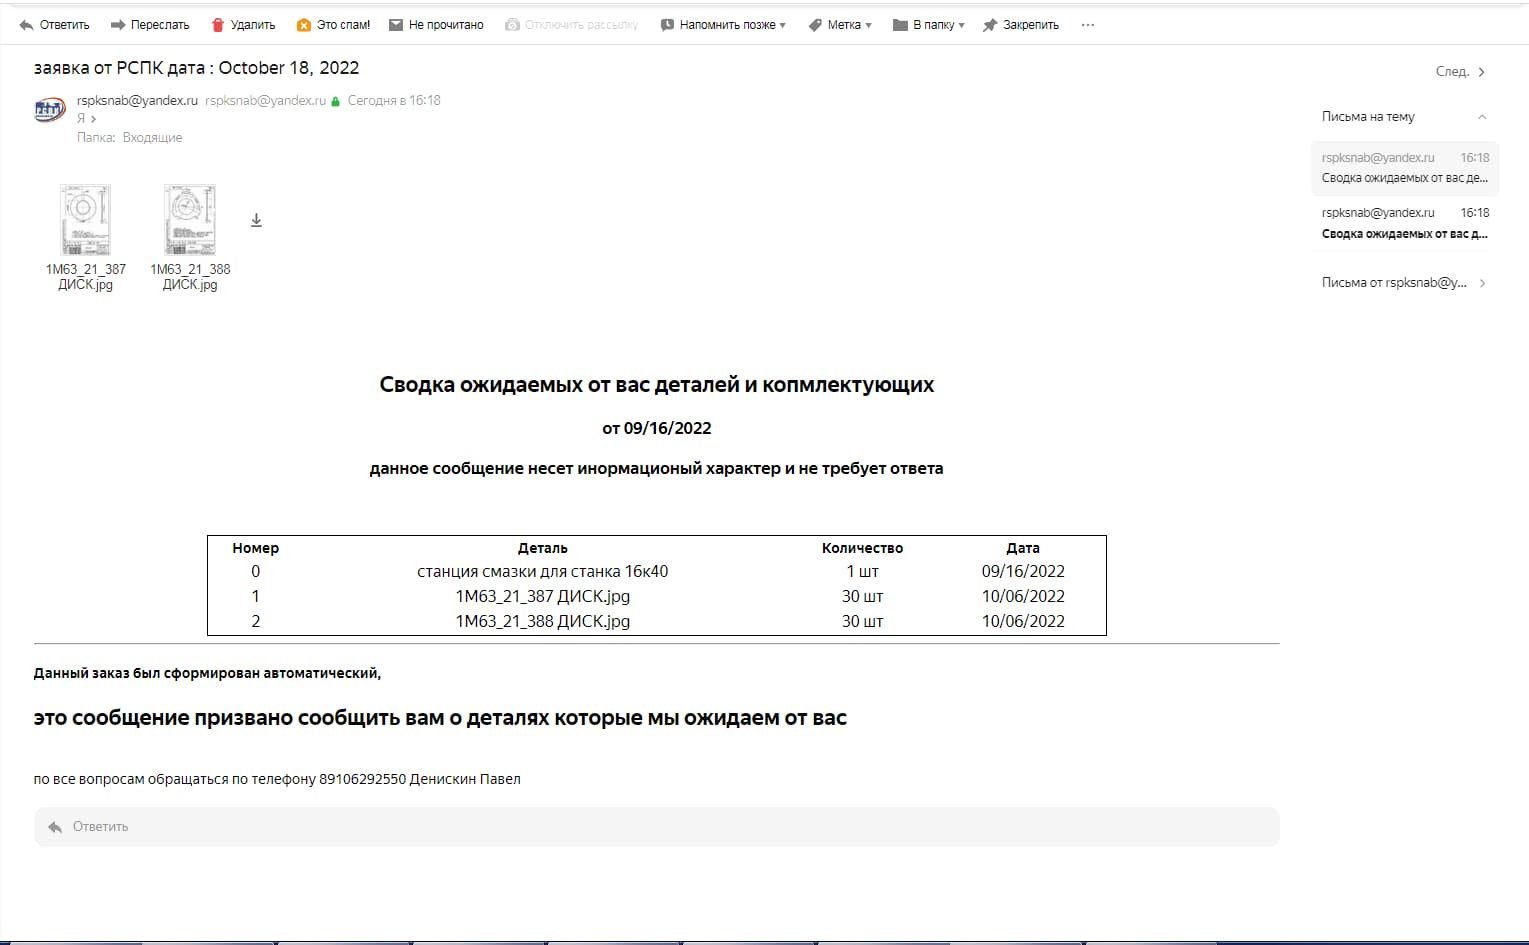 Ответить Переслать Удалить Это спам! Не прочитано Отключить рассылку Напомнить позже Метка В папку Закрепить ...
заявка от РСПК дата : October 18, 2022
След.
rspksnab@yandex.ru rspksnab@yandex.ru Сегодня в 16:18
Я
Папка: Входящие
Письма на тему
rspksnab@yandex.ru 16:18
Сводка ожидаемых от вас де...
rspksnab@yandex.ru 16:18
Сводка ожидаемых от вас д...
Письма от rspksnab@y...
1М63_21_387 ДИСК.jpg
1М63_21_388 ДИСК.jpg
Сводка ожидаемых от вас деталей и копмлектующих
от 09/16/2022
данное сообщение несет инормационый характер и не требует ответа
Номер Деталь Количество Дата
0 станция смазки для станка 16к40 1 шт 09/16/2022
1 1М63_21_387 ДИСК.jpg 30 шт 10/06/2022
2 1М63_21_388 ДИСК.jpg 30 шт 10/06/2022
Данный заказ был сформирован автоматический,
это сообщение призвано сообщить вам о деталях которые мы ожидаем от вас
по все вопросам обращаться по телефону 89106292550 Денискин Павел
Ответить